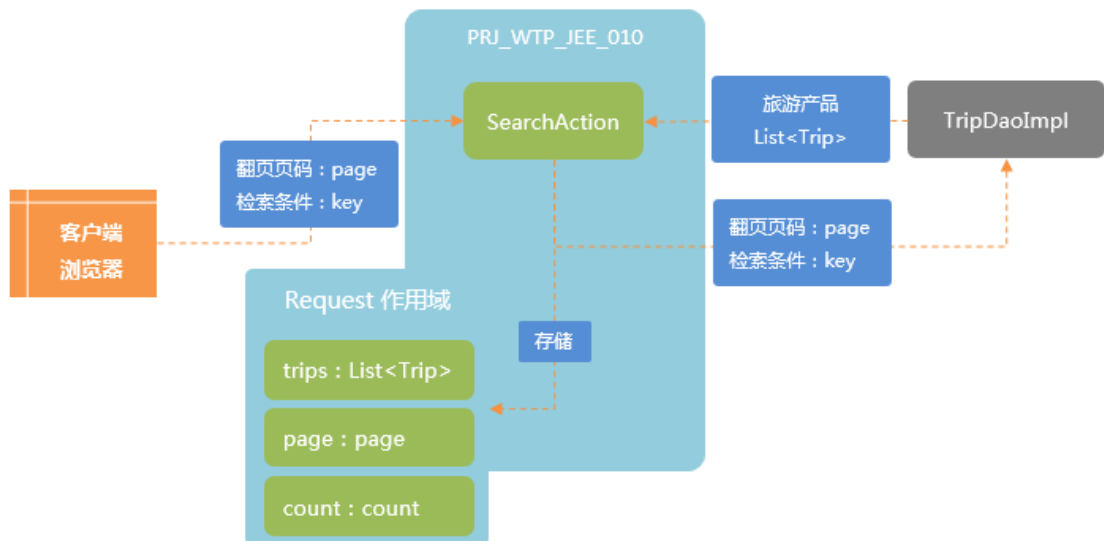 PRJ_WTP_JEE_010
SearchAction
旅游产品
List<Trip>
TripDaoImpl
翻页页码：page
检索条件：key
客户端
浏览器
翻页页码：page
检索条件：key
Request 作用域
存储
trips：List<Trip>
page：page
count：count